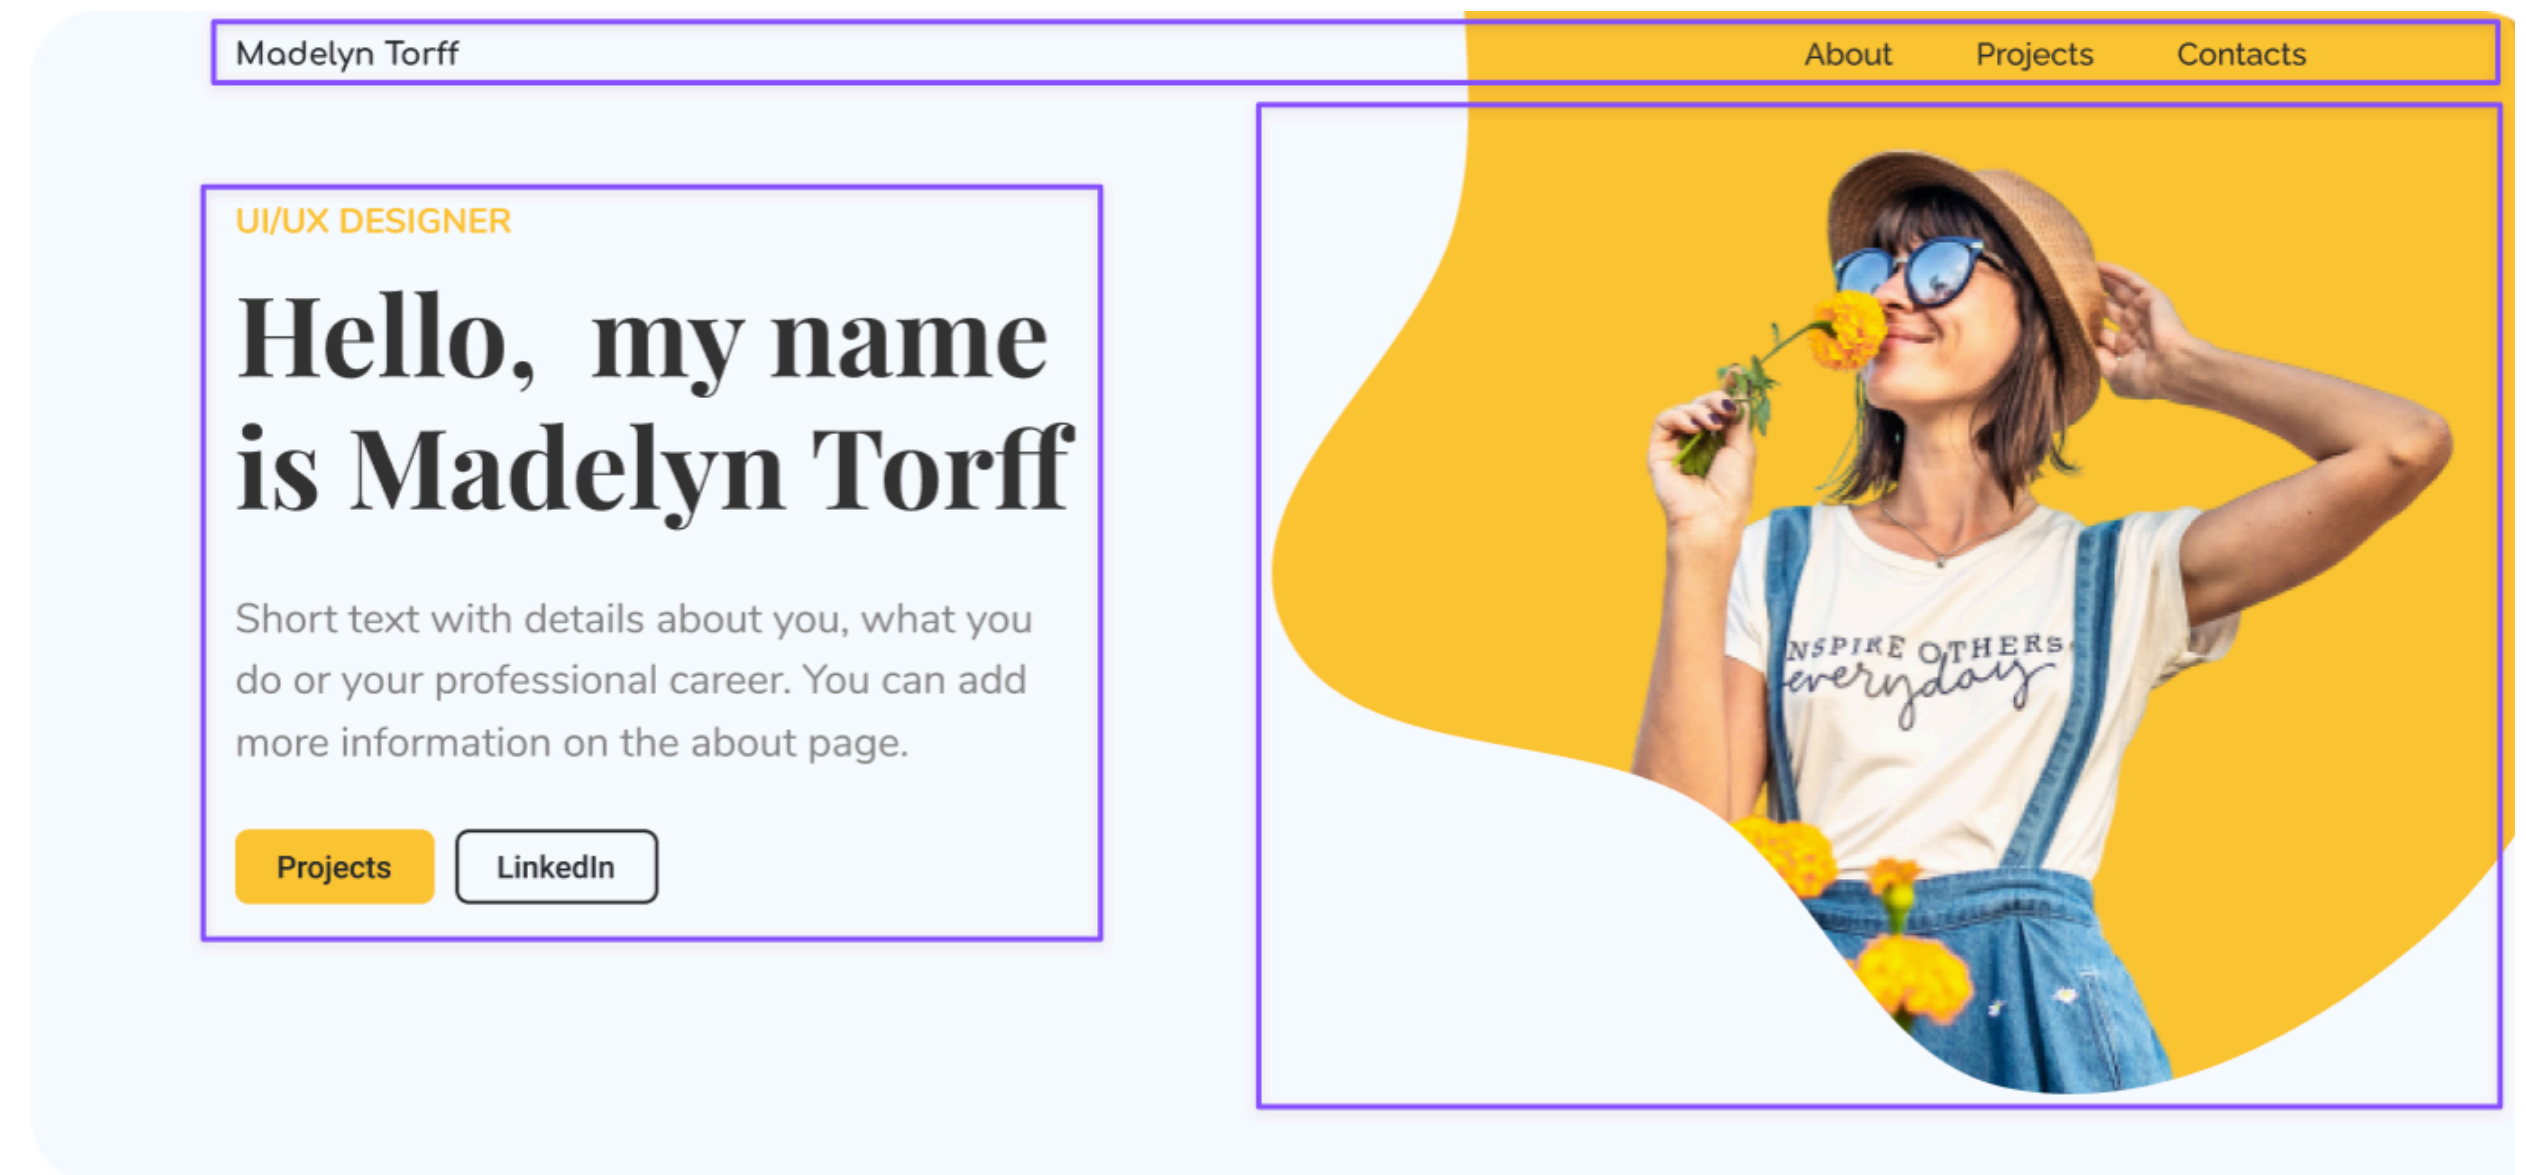 Madelyn Torff
About Projects Contacts
UI/UX DESIGNER
Hello, my name
is Madelyn Torff
Short text with details about you, what you
do or your professional career. You can add
more information on the about page.
Projects LinkedIn
NSPIRE OTHERS
everyday